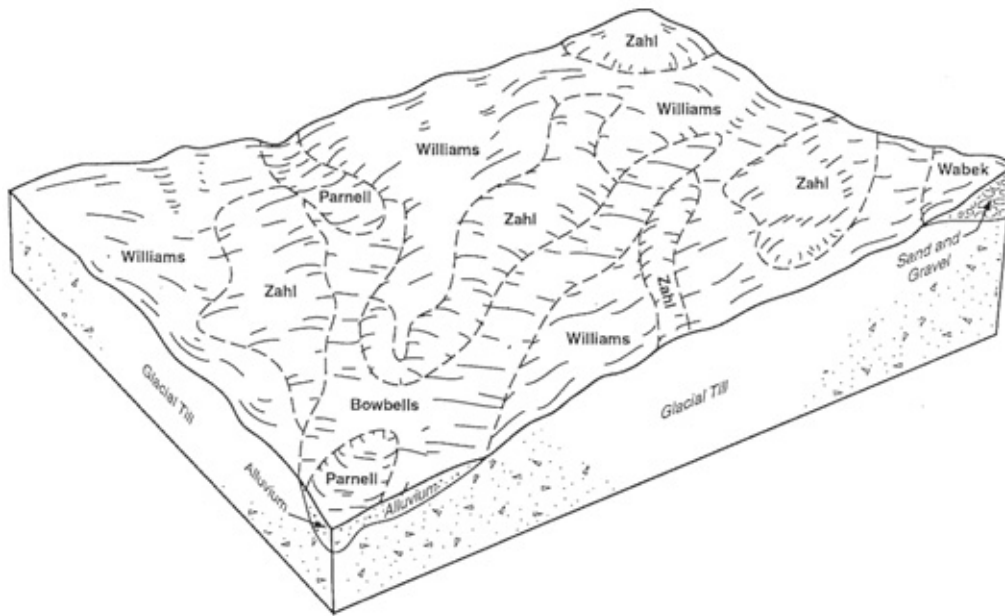 Zahl
Williams
Williams
Wabek
Zahl
Parnell
Zahl
Sand and
Gravel
Williams
Zahl
Zahl
Williams
Glacial Till
Glacial Till
Bowbells
Parnell
Alluvium
Alluvium